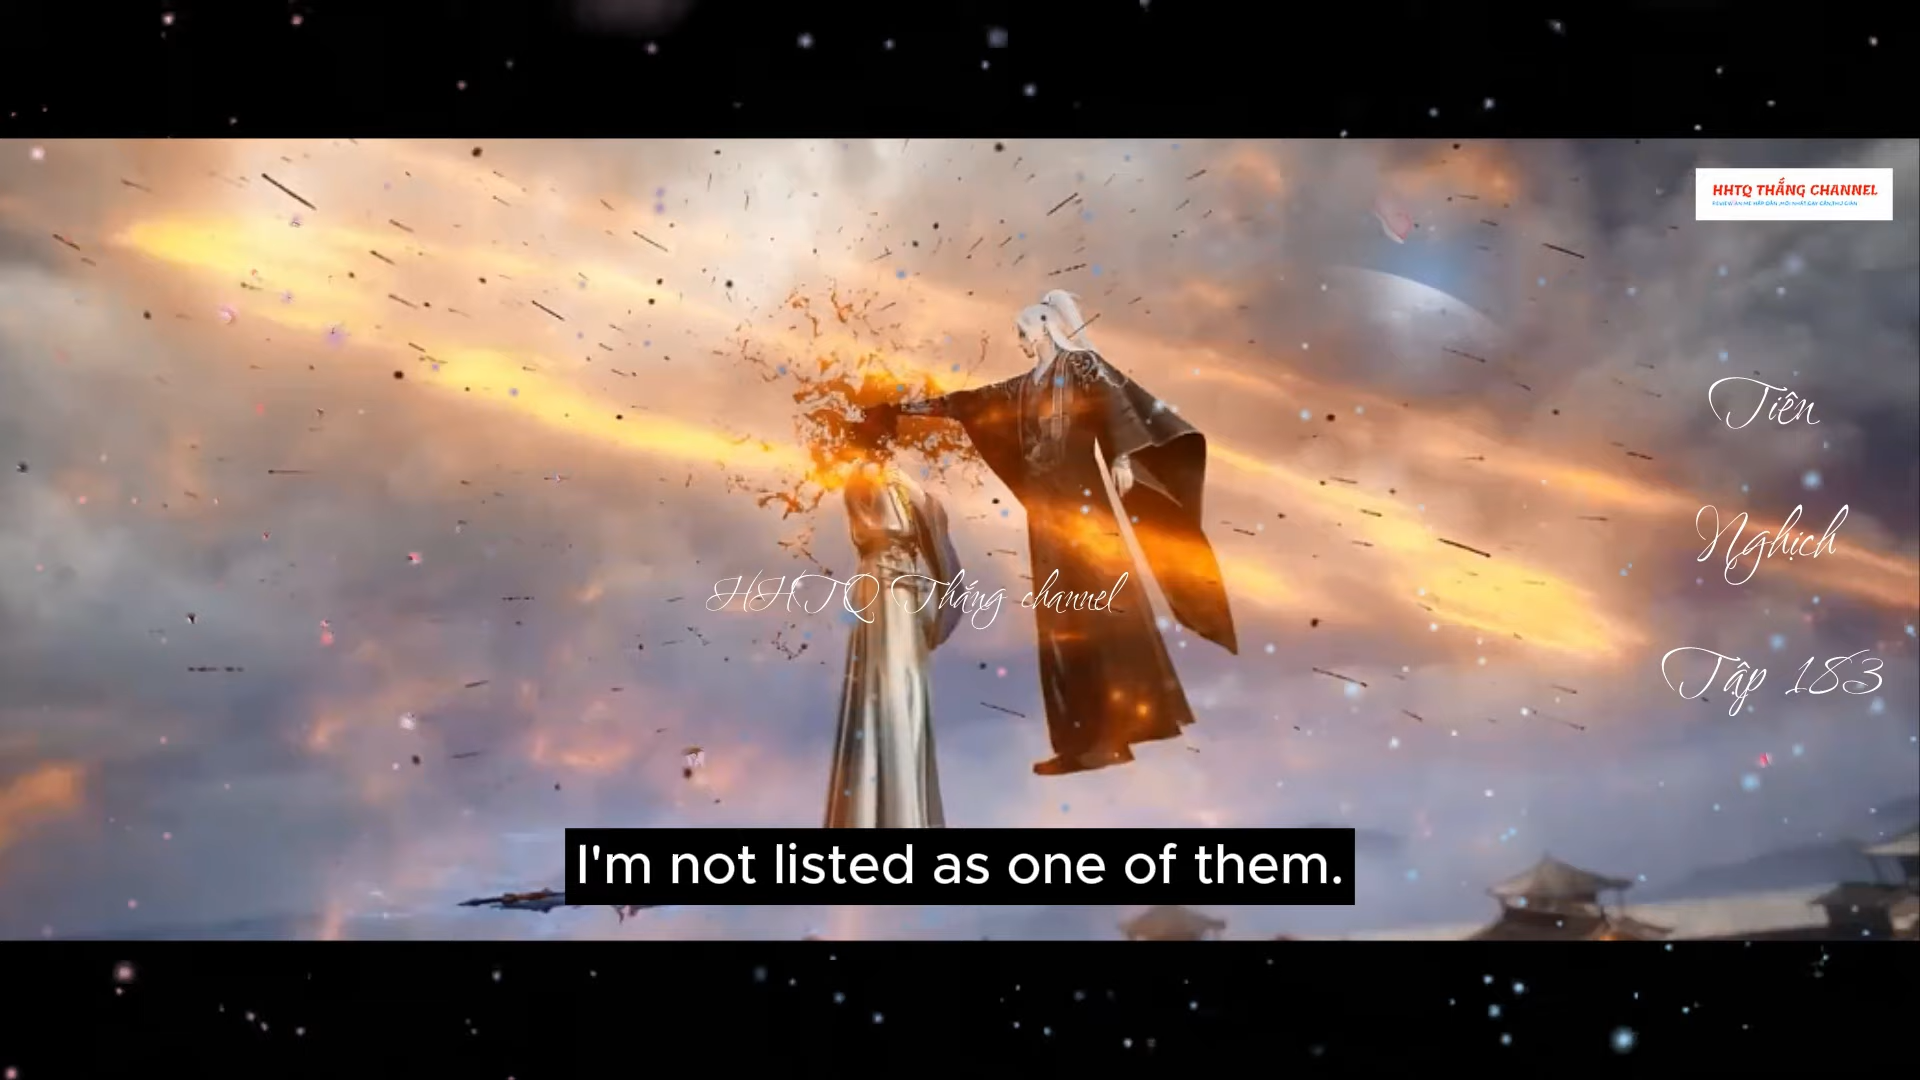 HHTQ THẮNG CHANNEL
Tiên
Nghịch
HHTQ Thắng channel
Tập 183
I'm not listed as one of them.